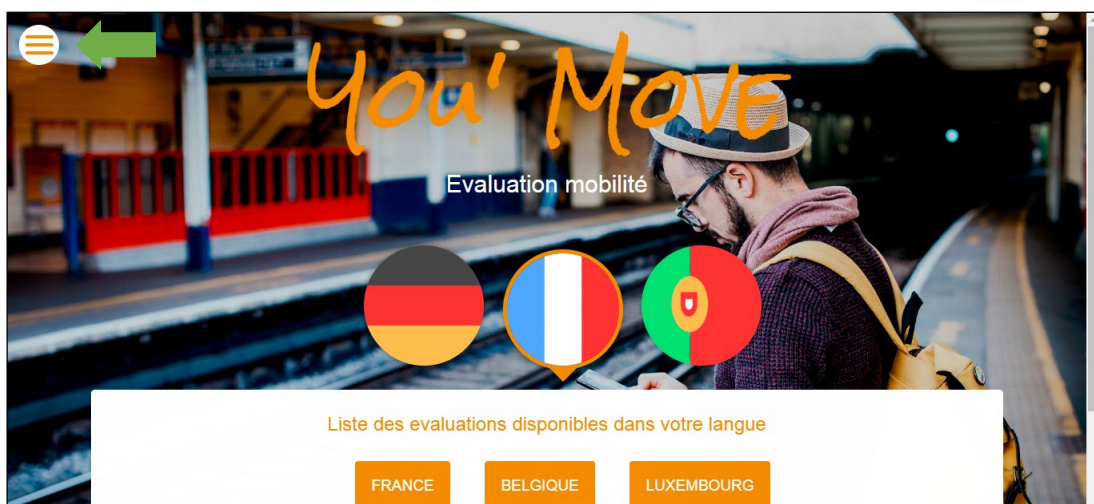 You' Move
Evaluation mobilité
Liste des evaluations disponibles dans votre langue
FRANCE
BELGIQUE
LUXEMBOURG